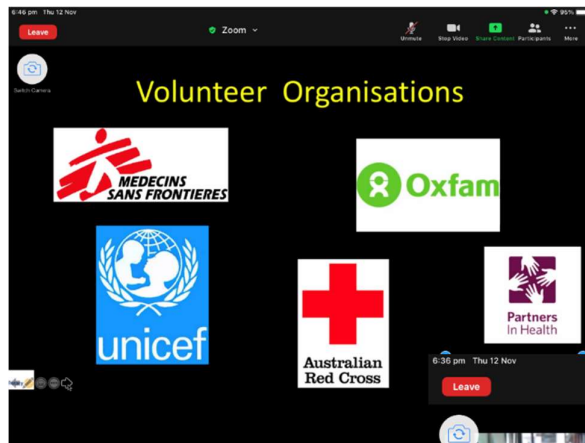 6:46 pm Thu 12 Nov
95%
Leave
Zoom
Unmute
Stop Video
Share Content
Participants
More
Switch Camera
Volunteer Organisations
MEDECINS
SANS FRONTIERES
Oxfam
unicef
Australian
Red Cross
Partners
In Health
6:36 pm Thu 12 Nov
Leave